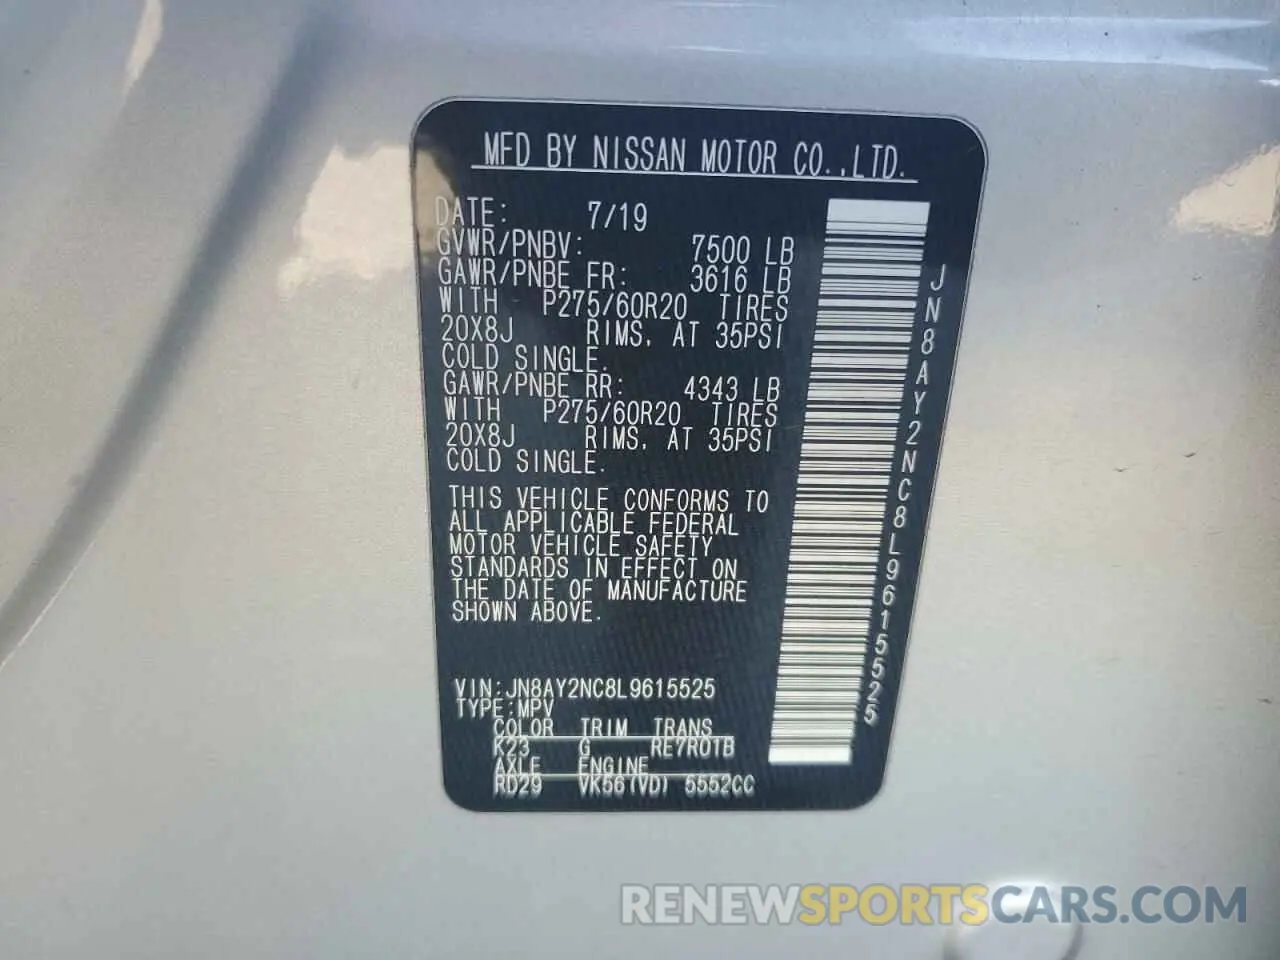 MFD BY NISSAN MOTOR CO.,LTD.
DATE: 7/19
GVWR/PNBV: 7500 LB
GAWR/PNBE FR: 3616 LB
WITH P275/60R20 TIRES
20X8J RIMS, AT 35PSI
COLD SINGLE.
GAWR/PNBE RR: 4343 LB
WITH P275/60R20 TIRES
20X8J RIMS, AT 35PSI
COLD SINGLE.
THIS VEHICLE CONFORMS TO
ALL APPLICABLE FEDERAL
MOTOR VEHICLE SAFETY
STANDARDS IN EFFECT ON
THE DATE OF MANUFACTURE
SHOWN ABOVE.
VIN:JN8AY2NC8L9615525
TYPE:MPV
COLOR TRIM TRANS
K23 G RE7R01B
AXLE ENGINE
RD29 VK56(VD) 5552CC
JN8AY2NC8L9615525
RENEWSPORTSCARS.COM